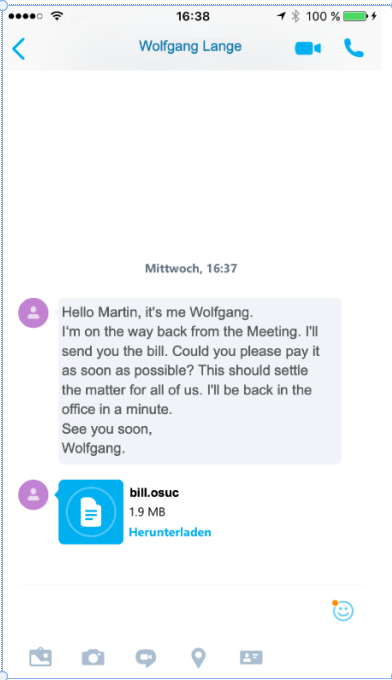 16:38
100 %
Wolfgang Lange
Mittwoch, 16:37
Hello Martin, it's me Wolfgang.
I'm on the way back from the Meeting. I'll
send you the bill. Could you please pay it
as soon as possible? This should settle
the matter for all of us. I'll be back in the
office in a minute.
See you soon,
Wolfgang.
bill.osuc
1.9 MB
Herunterladen